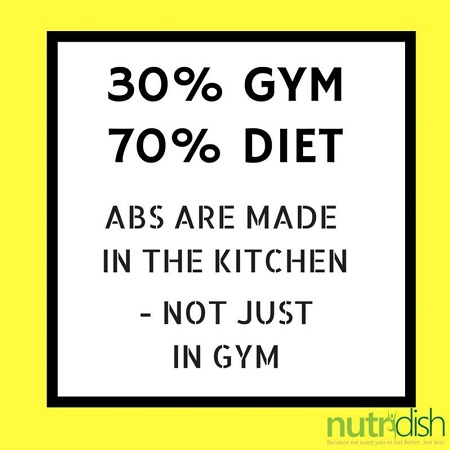 30% GYM
70% DIET
ABS ARE MADE
IN THE KITCHEN
- NOT JUST
IN GYM
nutridish
Because we want you to eat better, not less